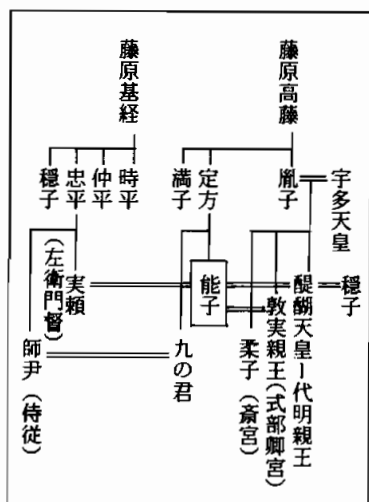 宇多天皇
藤原高藤
胤子
定方
満子
藤原基経
時平
仲平
忠平
穏子
穏子
醍醐天皇ー代明親王
敦実親王(式部卿宮)
柔子(斎宮)
能子
九の君
実頼
(左衛門督)
師尹(侍従)